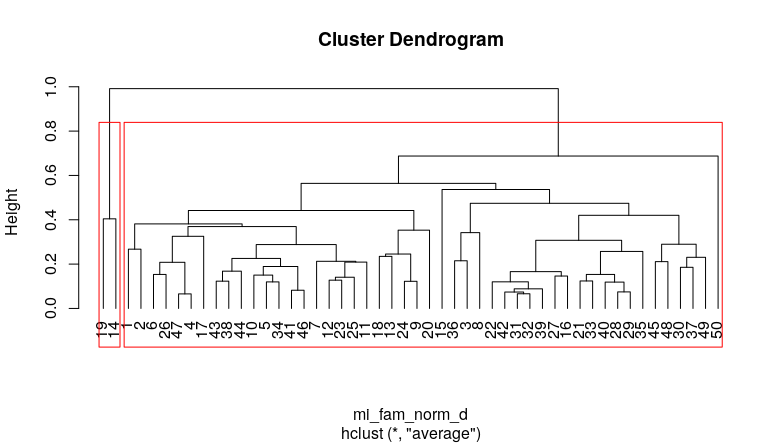 Cluster Dendrogram
Height
0.0 0.2 0.4 0.6 0.8 1.0
19 14 1 2 6 26 47 4 17 43 38 44 10 5 34 41 46 7 12 23 25 11 18 13 24 9 20 15 36 3 8 22 42 31 32 39 27 16 21 33 40 28 29 35 45 48 30 37 49 50
ml_fam_norm_d
hclust (*, "average")